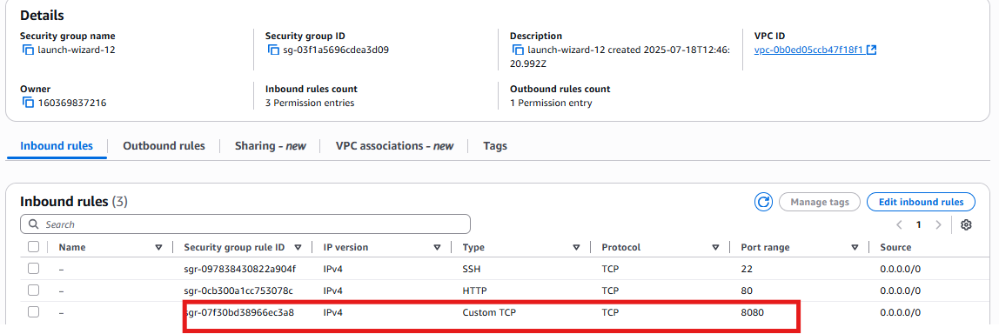 Details
Security group name
launch-wizard-12
Security group ID
sg-03f1a5696cdea3d09
Description
launch-wizard-12 created 2025-07-18T12:46:
20.992Z
VPC ID
vpc-0b0ed05ccb47f18f1
Owner
160369837216
Inbound rules count
3 Permission entries
Outbound rules count
1 Permission entry
Inbound rules Outbound rules Sharing - new VPC associations - new Tags
Inbound rules (3) Manage tags Edit inbound rules
Search 1
Name Security group rule ID IP version Type Protocol Port range Source
– sgr-097838430822a904f IPv4 SSH TCP 22 0.0.0.0/0
– sgr-0cb300a1cc753078c IPv4 HTTP TCP 80 0.0.0.0/0
– sgr-07f30bd38966ec3a8 IPv4 Custom TCP TCP 8080 0.0.0.0/0